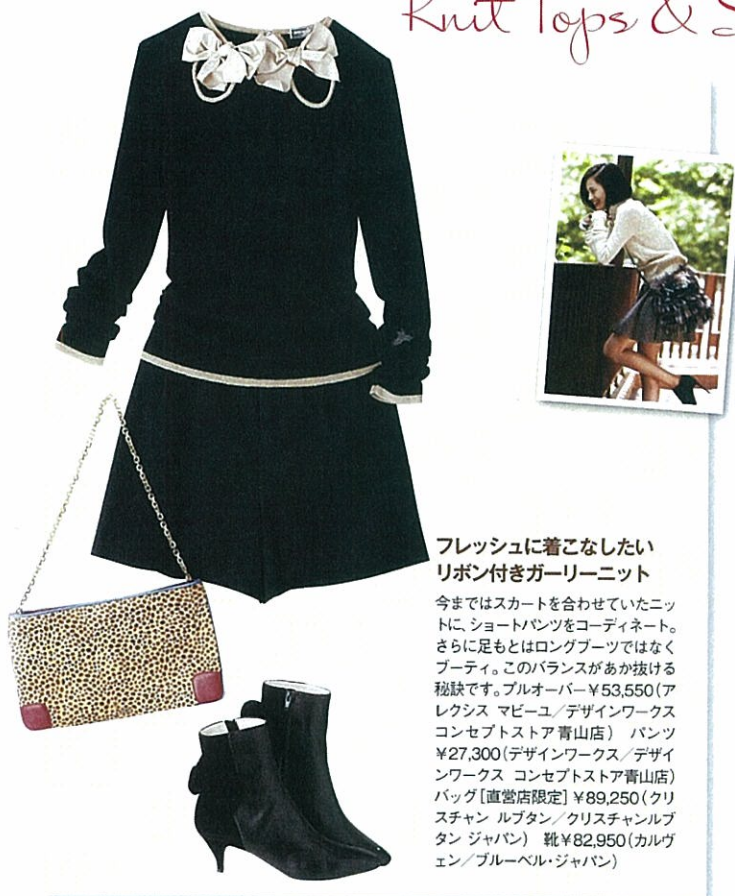 Knit Tops & S
フレッシュに着こなしたい
リボン付きガーリーニット
今まではスカートを合わせていたニッ
トに、ショートパンツをコーディネート。
さらに足もとはロングブーツではなく
ブーティ。このバランスがあか抜ける
秘訣です。プルオーバー￥53,550(ア
レクシス マビーユ／デザインワークス
コンセプトストア青山店) パンツ
￥27,300(デザインワークス／デザイ
ンワークス コンセプトストア青山店)
バッグ[直営店限定]￥89,250(クリ
スチャン ルブタン／クリスチャンルブ
タン ジャパン) 靴￥82,950(カルヴ
ェン／ブルーベル・ジャパン)